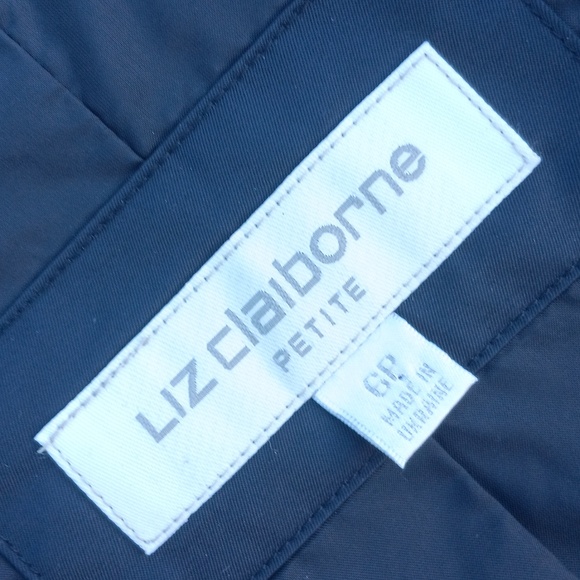 LIZ claiborne
PETITE
6P
MADE IN
UKRAINE